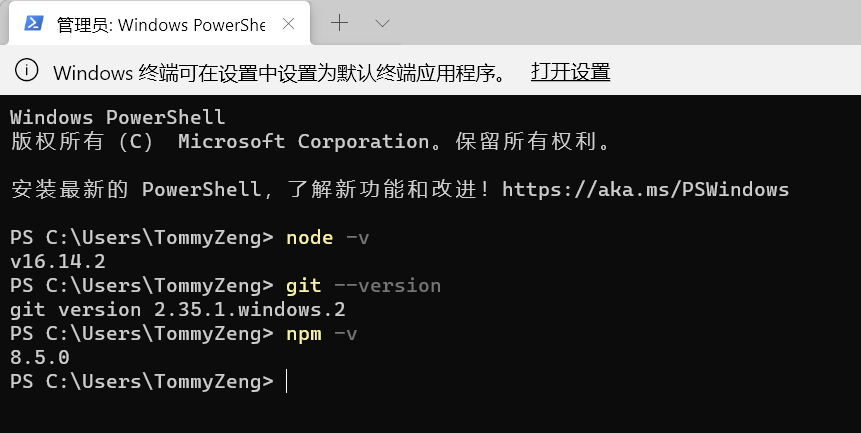 管理员: Windows PowerShe
Windows 终端可在设置中设置为默认终端应用程序。 打开设置
Windows PowerShell
版权所有 (C) Microsoft Corporation。保留所有权利。
安装最新的 PowerShell，了解新功能和改进！https://aka.ms/PSWindows
PS C:\Users\TommyZeng> node -v
v16.14.2
PS C:\Users\TommyZeng> git --version
git version 2.35.1.windows.2
PS C:\Users\TommyZeng> npm -v
8.5.0
PS C:\Users\TommyZeng>